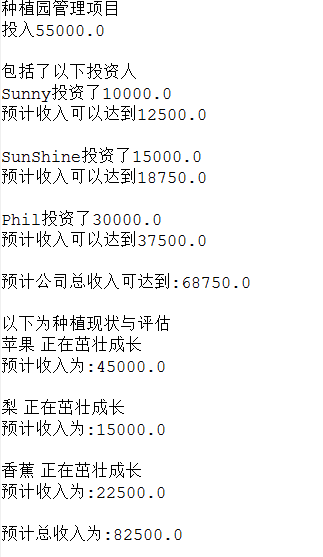 种植园管理项目
投入55000.0
包括了以下投资人
Sunny投资了10000.0
预计收入可以达到12500.0
SunShine投资了15000.0
预计收入可以达到18750.0
Phil投资了30000.0
预计收入可以达到37500.0
预计公司总收入可达到:68750.0
以下为种植现状与评估
苹果 正在茁壮成长
预计收入为:45000.0
梨 正在茁壮成长
预计收入为:15000.0
香蕉 正在茁壮成长
预计收入为:22500.0
预计总收入为:82500.0